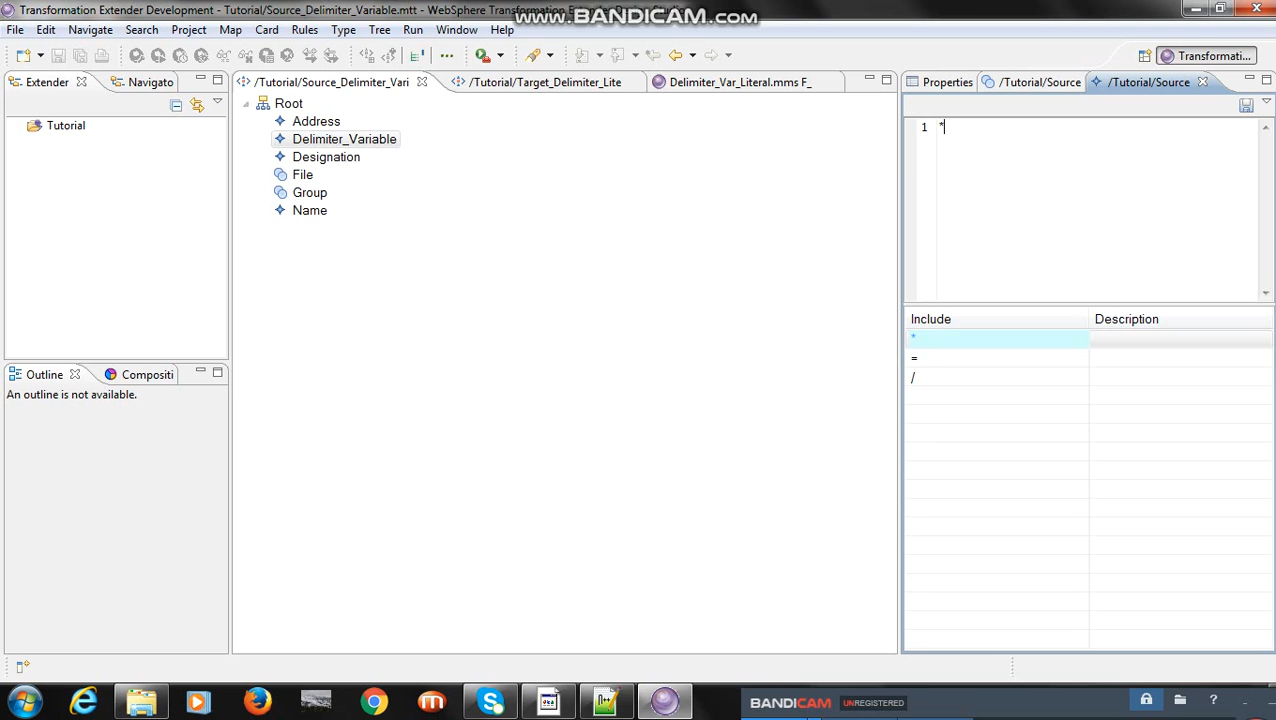 Transformation Extender Development - Tutorial/Source_Delimiter_Variable.mtt - WebSphere Transformation Extender Design Studio
www.BANDICAM.com
File Edit Navigate Search Project Map Card Rules Type Tree Run Window Help
Transformati...
Extender Navigato
/Tutorial/Source_Delimiter_Vari /Tutorial/Target_Delimiter_Lite Delimiter_Var_Literal.mms F_
Properties /Tutorial/Source /Tutorial/Source
Tutorial
Root
Address
Delimiter_Variable
Designation
File
Group
Name
1 *
Include Description
*
=
/
Outline Compositi
An outline is not available.
BANDICAM UNREGISTERED